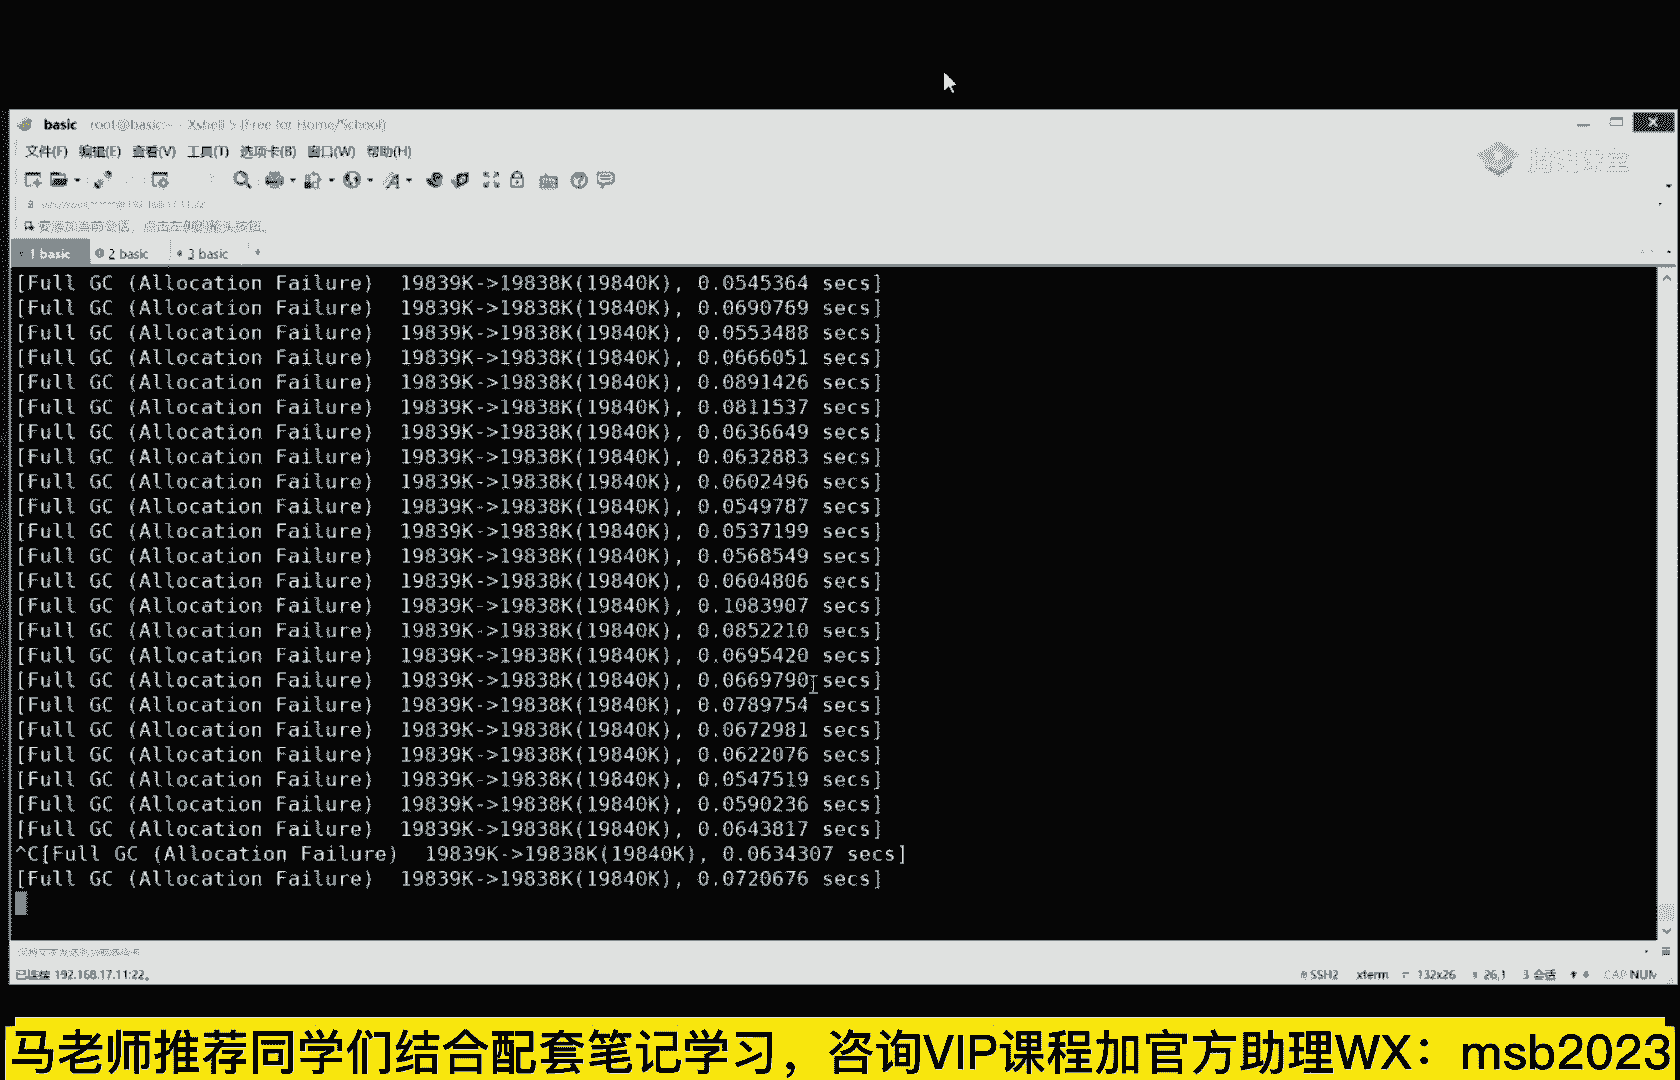 basic root@basic:~ - Xshell 5 (Free for Home/School)
文件(F) 编辑(E) 查看(V) 工具(T) 选项卡(B) 窗口(W) 帮助(H)
要添加当前会话，点击左侧的箭头按钮。
1 basic 2 basic 3 basic +
[Full GC (Allocation Failure)  19839K->19838K(19840K), 0.0545364 secs]
[Full GC (Allocation Failure)  19839K->19838K(19840K), 0.0690769 secs]
[Full GC (Allocation Failure)  19839K->19838K(19840K), 0.0553488 secs]
[Full GC (Allocation Failure)  19839K->19838K(19840K), 0.0666051 secs]
[Full GC (Allocation Failure)  19839K->19838K(19840K), 0.0891426 secs]
[Full GC (Allocation Failure)  19839K->19838K(19840K), 0.0811537 secs]
[Full GC (Allocation Failure)  19839K->19838K(19840K), 0.0636649 secs]
[Full GC (Allocation Failure)  19839K->19838K(19840K), 0.0632883 secs]
[Full GC (Allocation Failure)  19839K->19838K(19840K), 0.0602496 secs]
[Full GC (Allocation Failure)  19839K->19838K(19840K), 0.0549787 secs]
[Full GC (Allocation Failure)  19839K->19838K(19840K), 0.0537199 secs]
[Full GC (Allocation Failure)  19839K->19838K(19840K), 0.0568549 secs]
[Full GC (Allocation Failure)  19839K->19838K(19840K), 0.0604806 secs]
[Full GC (Allocation Failure)  19839K->19838K(19840K), 0.1083907 secs]
[Full GC (Allocation Failure)  19839K->19838K(19840K), 0.0852210 secs]
[Full GC (Allocation Failure)  19839K->19838K(19840K), 0.0695420 secs]
[Full GC (Allocation Failure)  19839K->19838K(19840K), 0.0669790 secs]
[Full GC (Allocation Failure)  19839K->19838K(19840K), 0.0789754 secs]
[Full GC (Allocation Failure)  19839K->19838K(19840K), 0.0672981 secs]
[Full GC (Allocation Failure)  19839K->19838K(19840K), 0.0622076 secs]
[Full GC (Allocation Failure)  19839K->19838K(19840K), 0.0547519 secs]
[Full GC (Allocation Failure)  19839K->19838K(19840K), 0.0590236 secs]
[Full GC (Allocation Failure)  19839K->19838K(19840K), 0.0643817 secs]
^C[Full GC (Allocation Failure)  19839K->19838K(19840K), 0.0634307 secs]
[Full GC (Allocation Failure)  19839K->19838K(19840K), 0.0720676 secs]
已连接 192.168.17.11:22。 SSH2 xterm 132x26 26,1 3 会话 CAP NUM
马老师推荐同学们结合配套笔记学习，咨询VIP课程加官方助理WX：msb2023